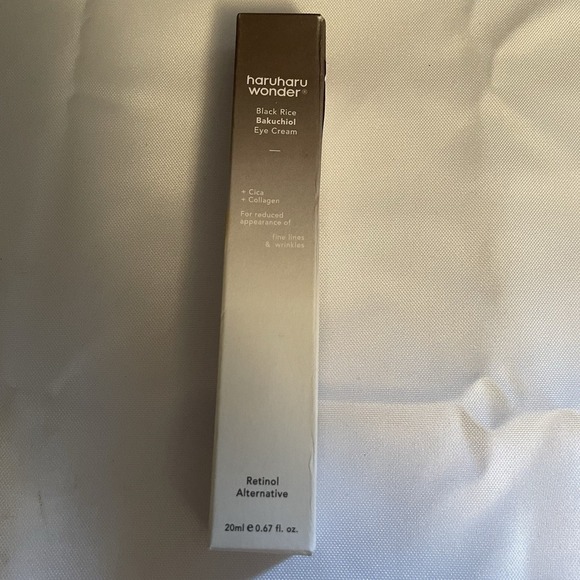 haruharu
wonder®
Black Rice
Bakuchiol
Eye Cream
+ Cica
+ Collagen
For reduced
appearance of
fine lines
& wrinkles
Retinol
Alternative
20ml ℮ 0.67 fl. oz.